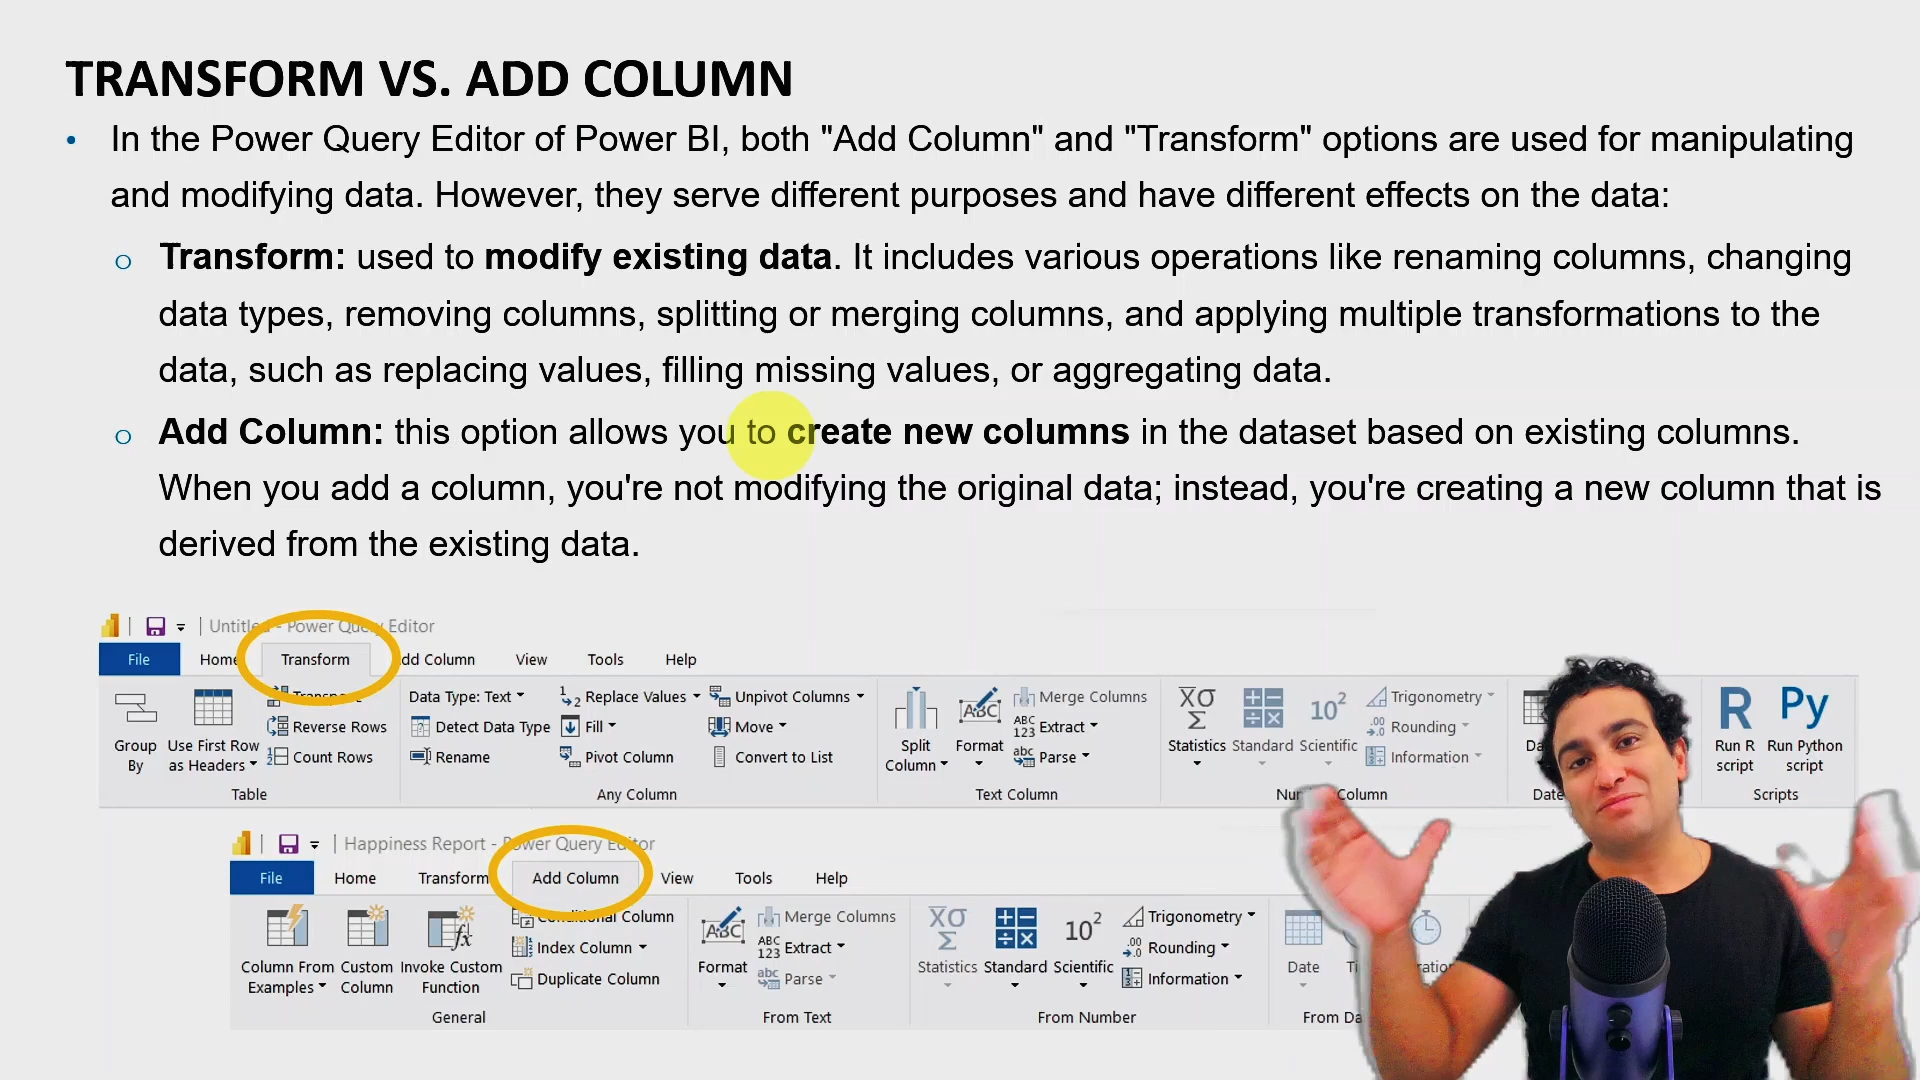 TRANSFORM VS. ADD COLUMN
• In the Power Query Editor of Power BI, both "Add Column" and "Transform" options are used for manipulating
and modifying data. However, they serve different purposes and have different effects on the data:
o Transform: used to modify existing data. It includes various operations like renaming columns, changing
data types, removing columns, splitting or merging columns, and applying multiple transformations to the
data, such as replacing values, filling missing values, or aggregating data.
o Add Column: this option allows you to create new columns in the dataset based on existing columns.
When you add a column, you're not modifying the original data; instead, you're creating a new column that is
derived from the existing data.
Untitled - Power Query Editor
File Home Transform Add Column View Tools Help
Data Type: Text Replace Values Unpivot Columns Merge Columns Trigonometry
Reverse Rows Detect Data Type Fill Move Extract Rounding
Group By Use First Row as Headers Count Rows Rename Pivot Column Convert to List Split Column Format Parse Statistics Standard Scientific Information Run R script Run Python script
Table Any Column Text Column Column Date Scripts
Happiness Report - Power Query Editor
File Home Transform Add Column View Tools Help
Conditional Column Merge Columns Trigonometry
Index Column Extract Rounding
Column From Examples Custom Column Invoke Custom Function Duplicate Column Format Parse Statistics Standard Scientific Information Date
General From Text From Number From